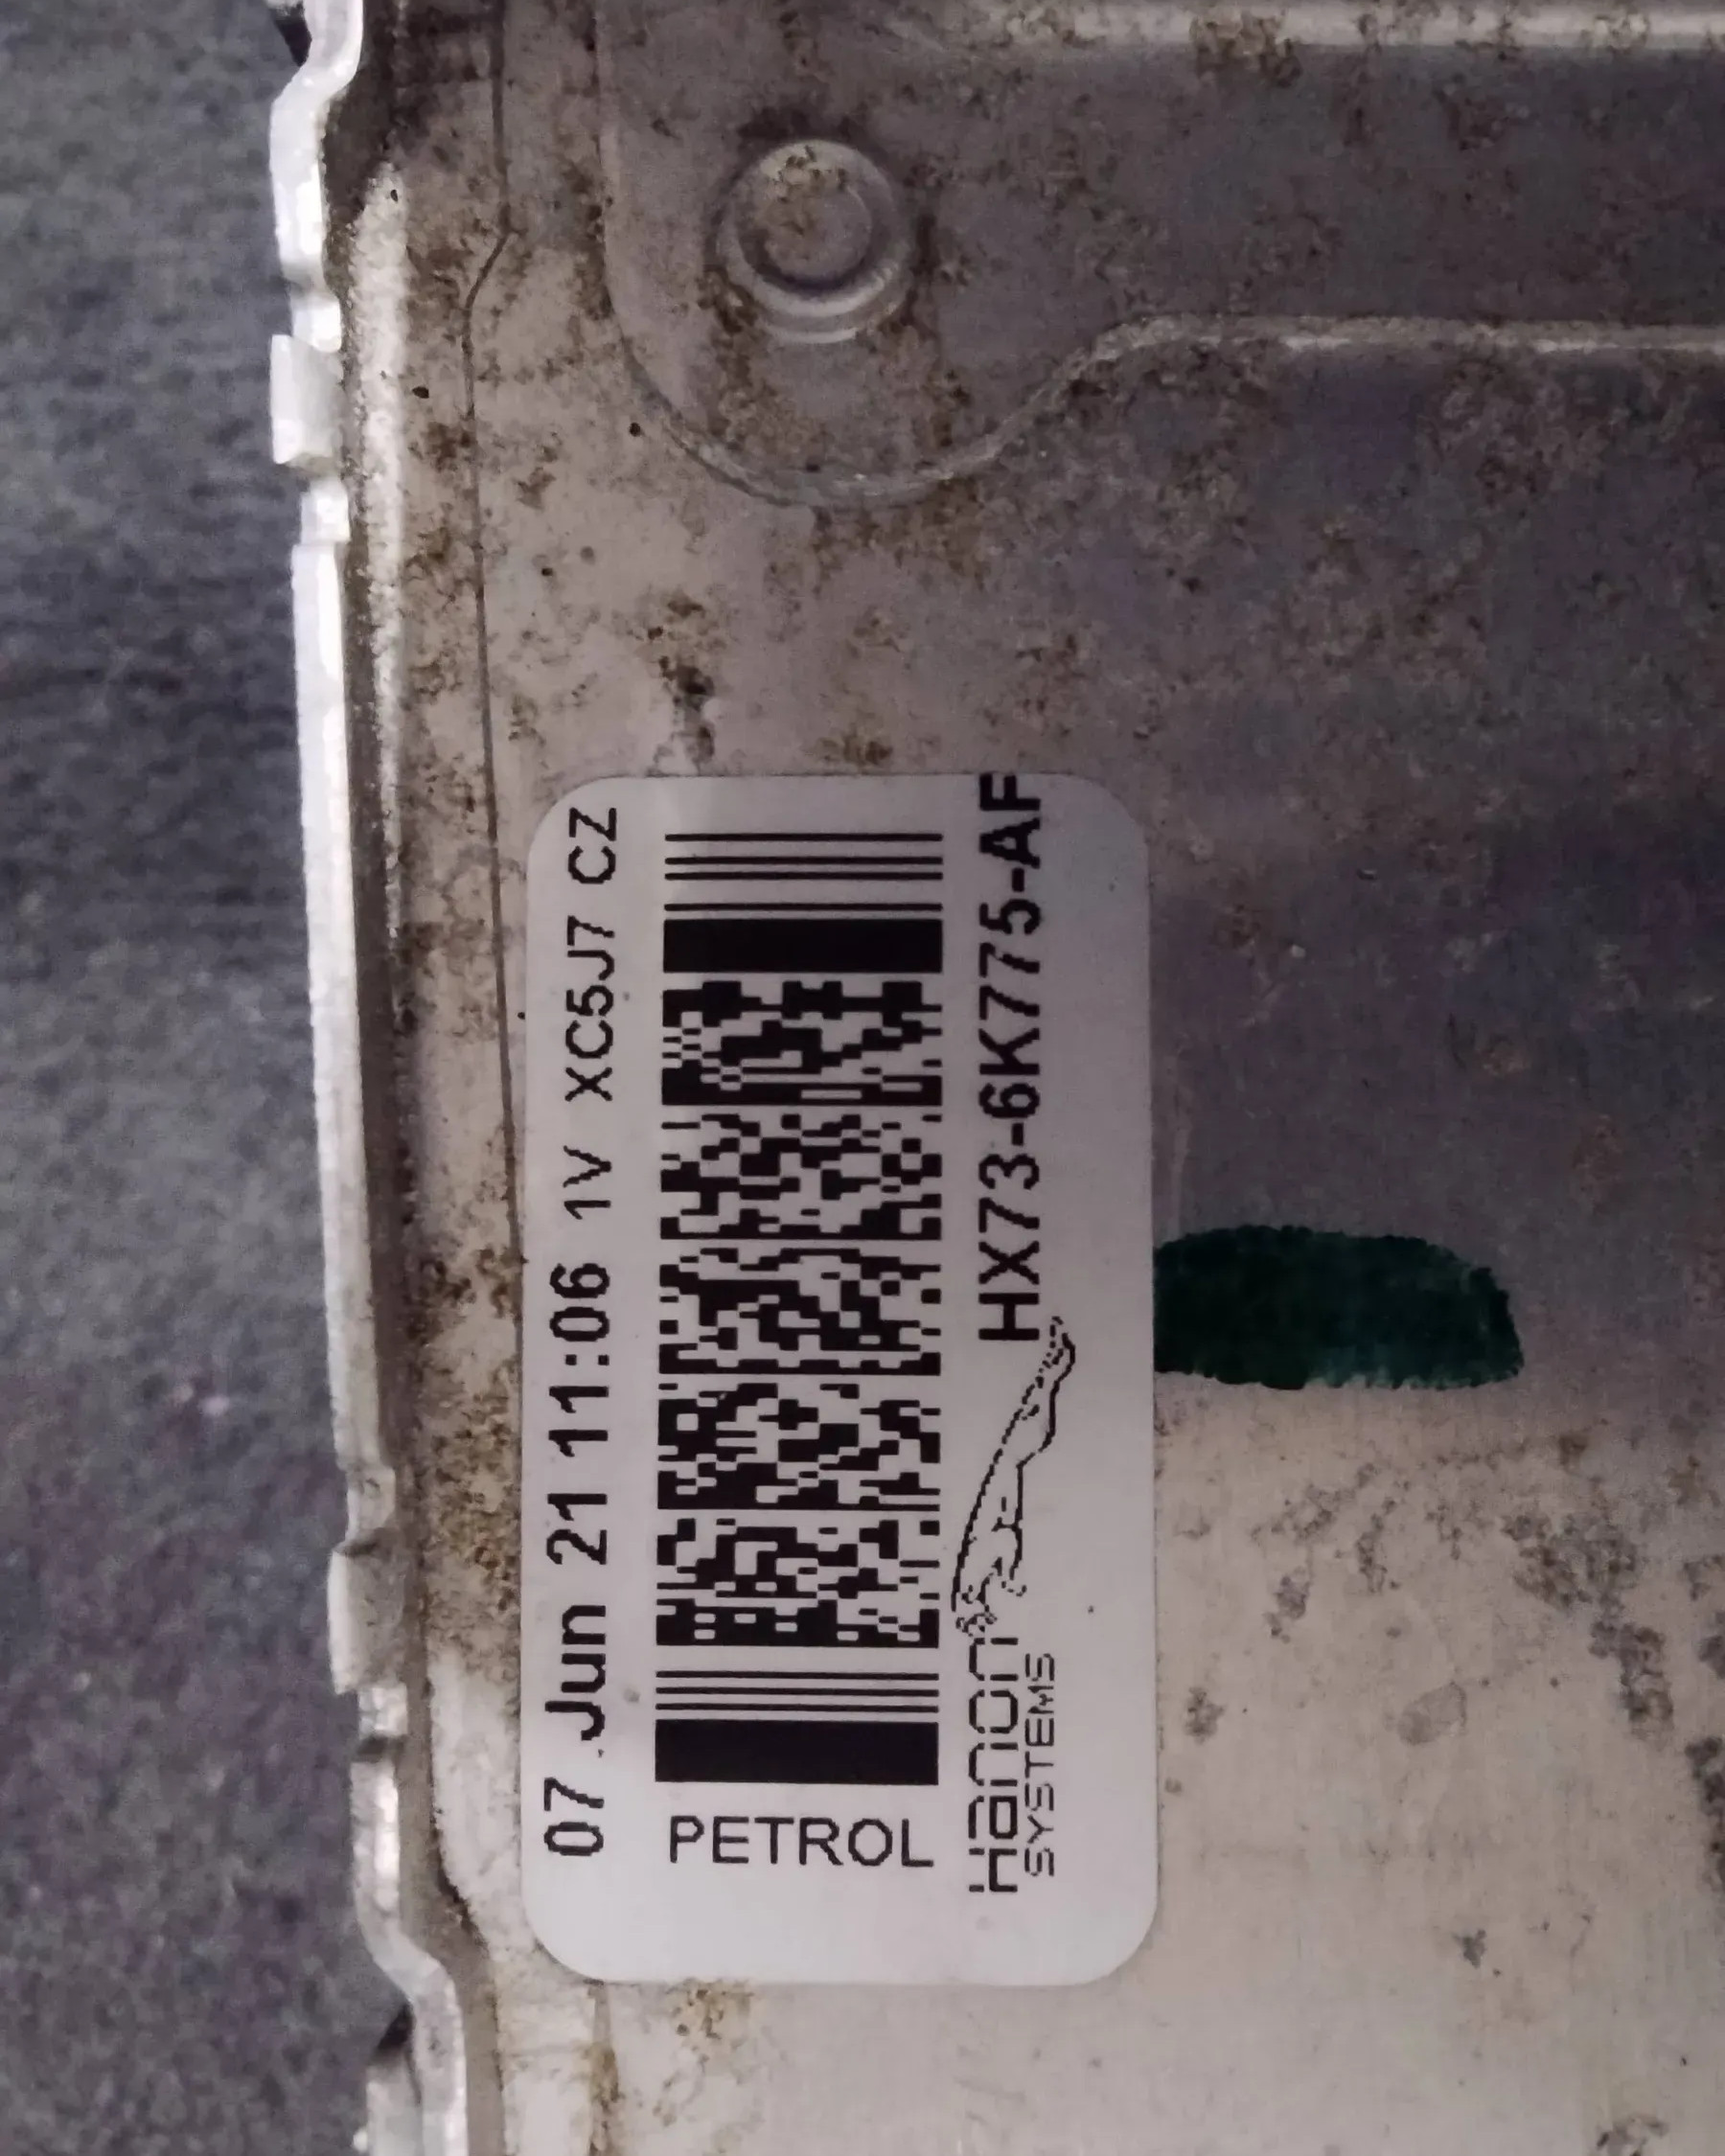 07 Jun 21 11:06 1V XC5J7 CZ
PETROL
Hanon HX73-6K775-AF
SYSTEMS